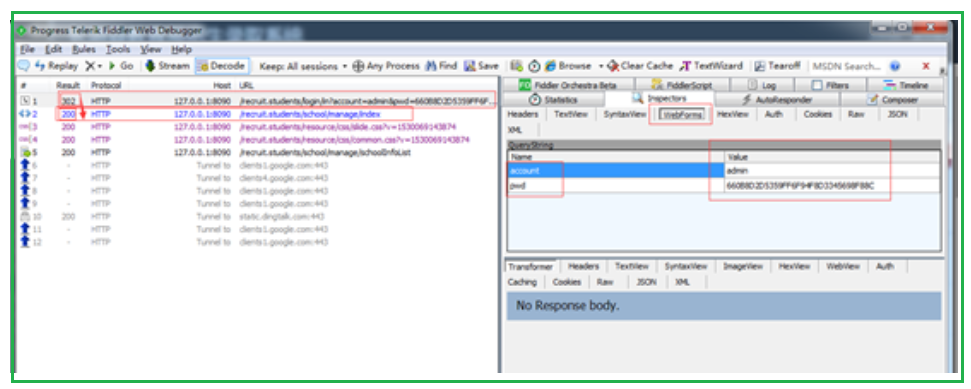 Progress Telerik Fiddler Web Debugger
File Edit Rules Tools View Help
Replay X Go Stream Decode Keep: All sessions Any Process Find Save Browse Clear Cache TextWizard Tearoff MSDN Search...
# Result Protocol Host URL
1 302 HTTP 127.0.0.1:8090 /recruit.students/login/in?account=admin&pwd=660B8D2D5359FF6F...
2 200 HTTP 127.0.0.1:8090 /recruit.students/school/manage/index
3 200 HTTP 127.0.0.1:8090 /recruit.students/resource/css/slide.css?v=1530069143874
4 200 HTTP 127.0.0.1:8090 /recruit.students/resource/css/common.css?v=1530069143874
5 200 HTTP 127.0.0.1:8090 /recruit.students/school/manage/schoolInfoList
6 - HTTP Tunnel to clients1.google.com:443
7 - HTTP Tunnel to clients4.google.com:443
8 - HTTP Tunnel to clients1.google.com:443
9 - HTTP Tunnel to clients1.google.com:443
10 200 HTTP Tunnel to static.dingtalk.com:443
11 - HTTP Tunnel to clients1.google.com:443
12 - HTTP Tunnel to clients1.google.com:443
FO Fiddler Orchestra Beta FiddlerScript Log Filters Timeline
Statistics Inspectors AutoResponder Composer
Headers TextView SyntaxView WebForms HexView Auth Cookies Raw JSON
XML
QueryString
Name Value
account admin
pwd 660B8D2D5359FF6F94F8D3345698F88C
Transformer Headers TextView SyntaxView ImageView HexView WebView Auth
Caching Cookies Raw JSON XML
No Response body.